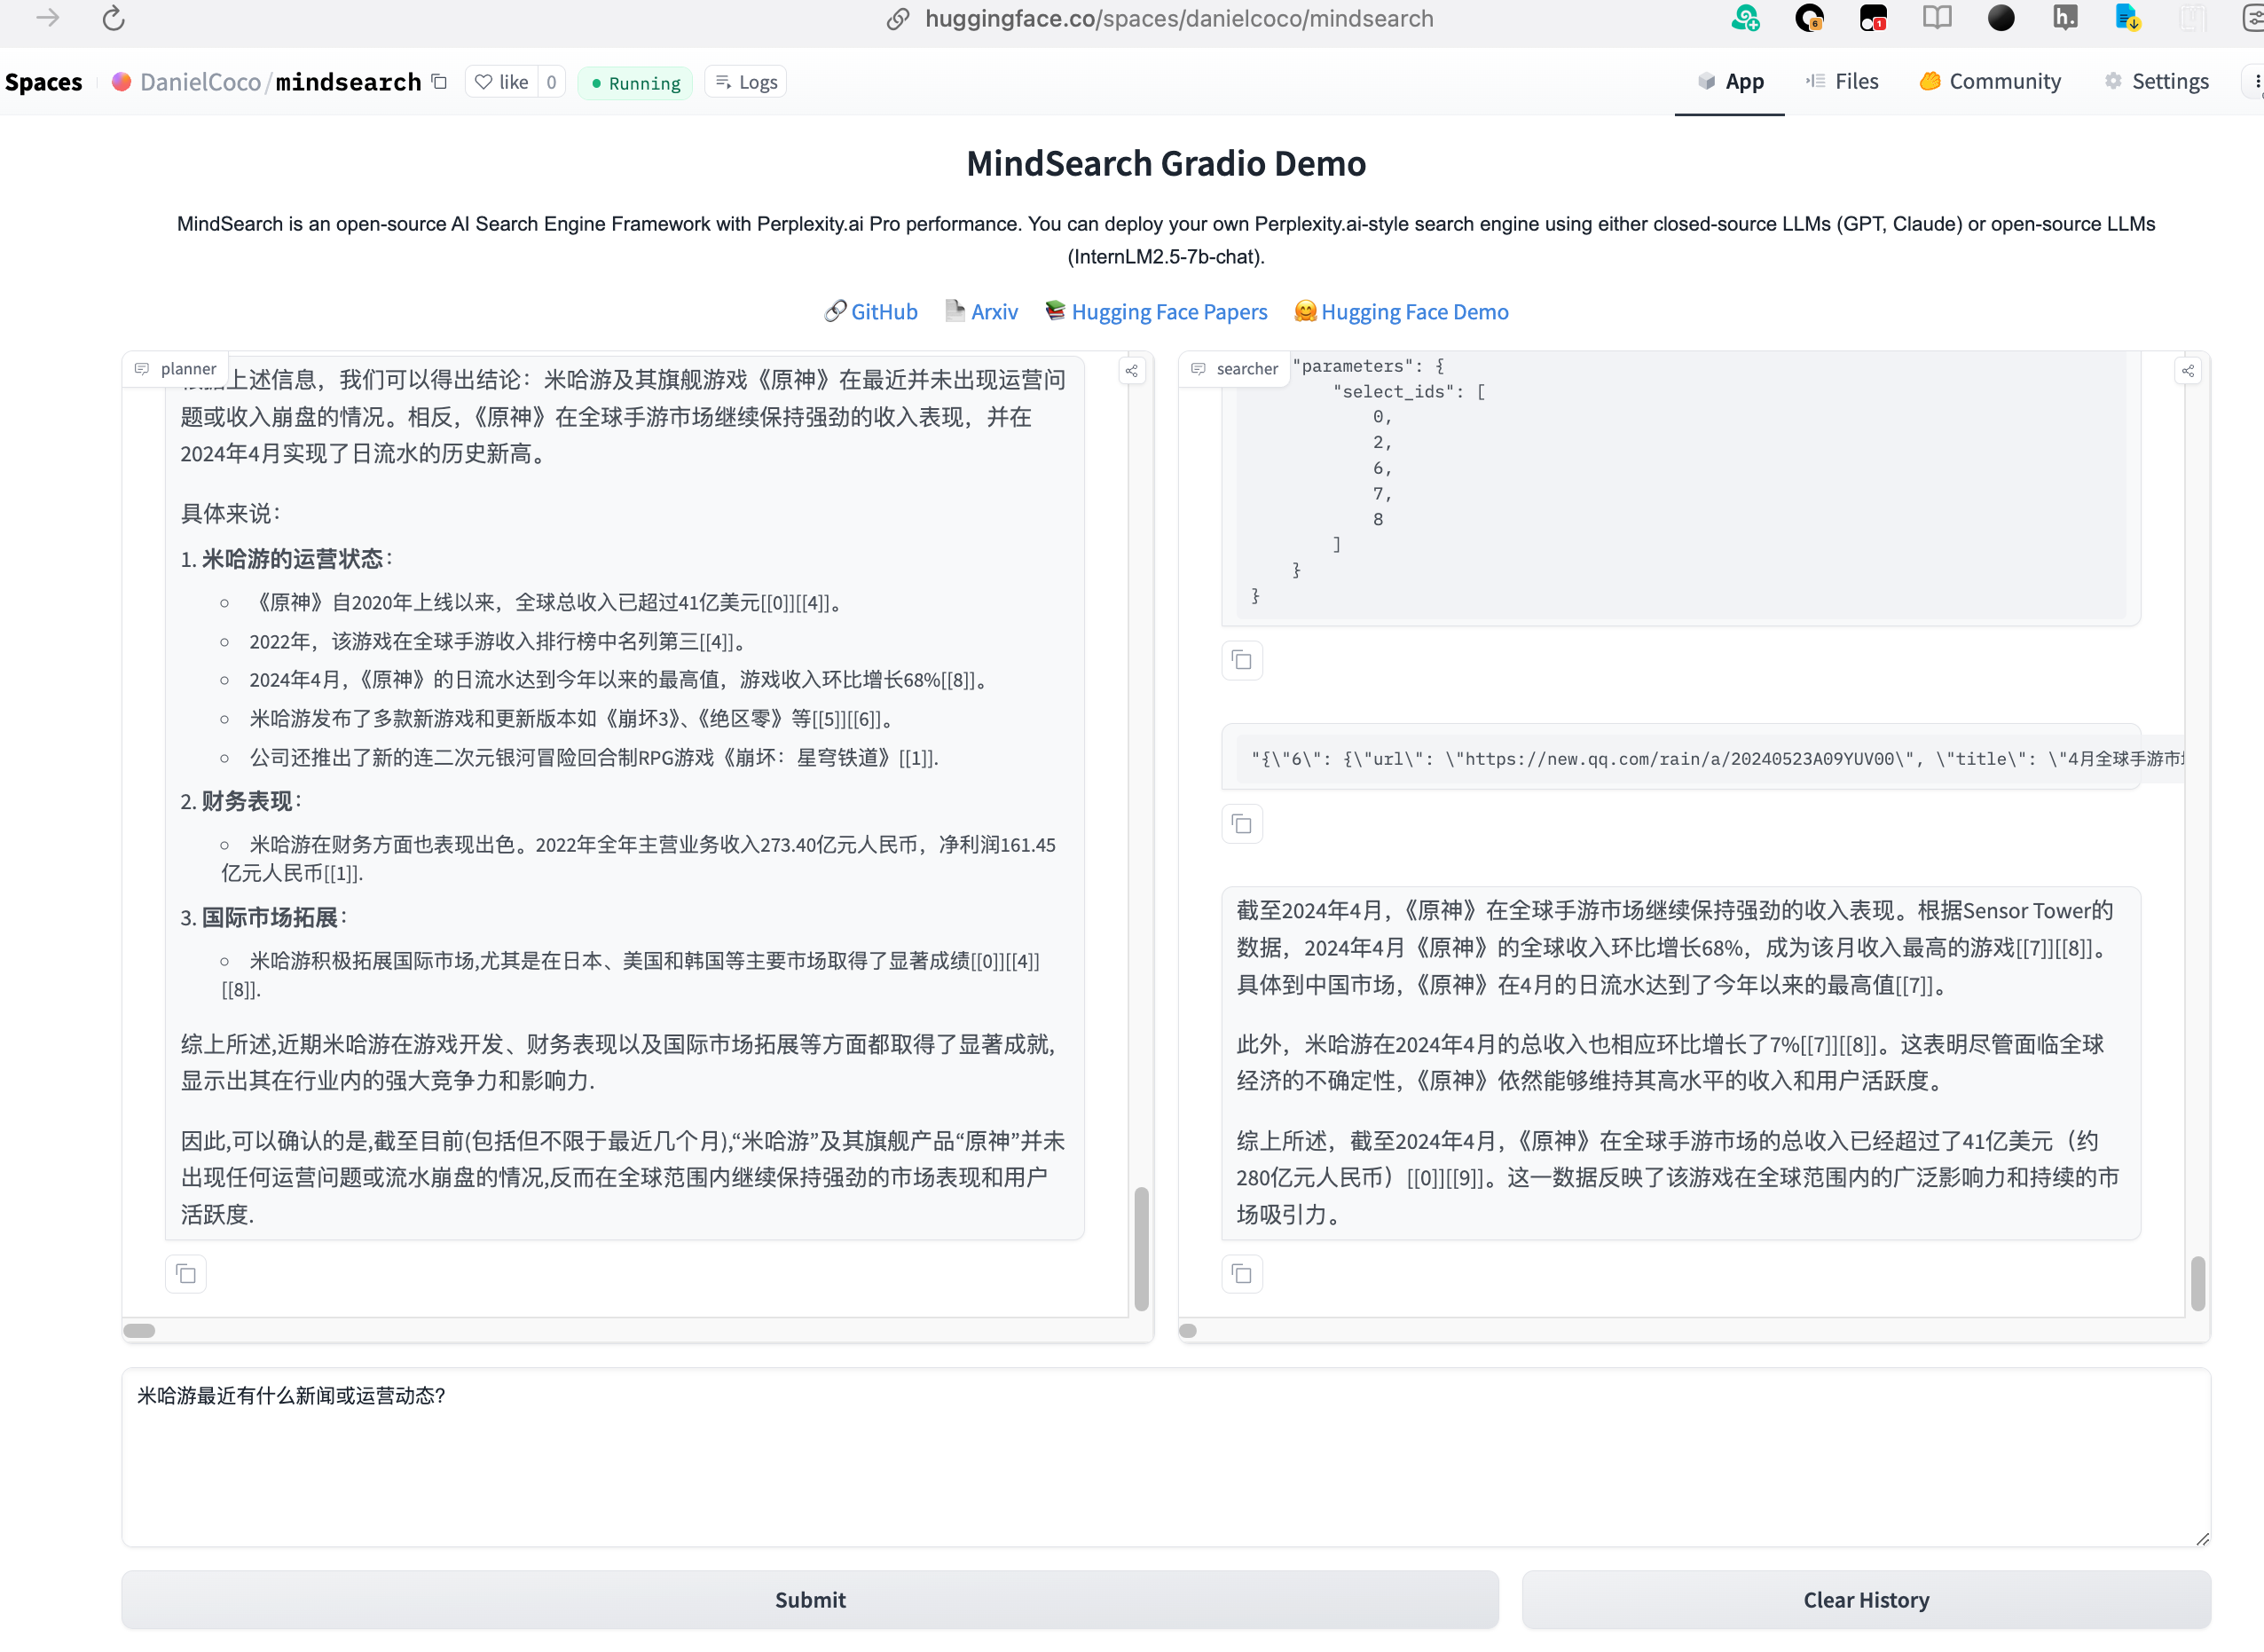 huggingface.co/spaces/danielcoco/mindsearch
6
1
h.
Spaces DanielCoco/mindsearch like 0 Running Logs App Files Community Settings
MindSearch Gradio Demo
MindSearch is an open-source AI Search Engine Framework with Perplexity.ai Pro performance. You can deploy your own Perplexity.ai-style search engine using either closed-source LLMs (GPT, Claude) or open-source LLMs
(InternLM2.5-7b-chat).
GitHub Arxiv Hugging Face Papers Hugging Face Demo
planner
上述信息，我们可以得出结论：米哈游及其旗舰游戏《原神》在最近并未出现运营问
题或收入崩盘的情况。相反，《原神》在全球手游市场继续保持强劲的收入表现，并在
2024年4月实现了日流水的历史新高。
具体来说：
1. 米哈游的运营状态：
《原神》自2020年上线以来，全球总收入已超过41亿美元[[0]][[4]]。
2022年，该游戏在全球手游收入排行榜中名列第三[[4]]。
2024年4月，《原神》的日流水达到今年以来的最高值，游戏收入环比增长68%[[8]]。
米哈游发布了多款新游戏和更新版本如《崩坏3》、《绝区零》等[[5]][[6]]。
公司还推出了新的连二次元银河冒险回合制RPG游戏《崩坏：星穹铁道》[[1]].
2. 财务表现：
米哈游在财务方面也表现出色。2022年全年主营业务收入273.40亿元人民币，净利润161.45
亿元人民币[[1]].
3. 国际市场拓展：
米哈游积极拓展国际市场,尤其是在日本、美国和韩国等主要市场取得了显著成绩[[0]][[4]]
[[8]].
综上所述,近期米哈游在游戏开发、财务表现以及国际市场拓展等方面都取得了显著成就,
显示出其在行业内的强大竞争力和影响力.
因此,可以确认的是,截至目前(包括但不限于最近几个月),“米哈游”及其旗舰产品“原神”并未
出现任何运营问题或流水崩盘的情况,反而在全球范围内继续保持强劲的市场表现和用户
活跃度.
searcher
"parameters": {
"select_ids": [
0,
2,
6,
7,
8
]
}
}
"{\"6\": {\"url\": \"https://new.qq.com/rain/a/20240523A09YUV00\", \"title\": \"4月全球手游市
截至2024年4月，《原神》在全球手游市场继续保持强劲的收入表现。根据Sensor Tower的
数据，2024年4月《原神》的全球收入环比增长68%，成为该月收入最高的游戏[[7]][[8]]。
具体到中国市场，《原神》在4月的日流水达到了今年以来的最高值[[7]]。
此外，米哈游在2024年4月的总收入也相应环比增长了7%[[7]][[8]]。这表明尽管面临全球
经济的不确定性，《原神》依然能够维持其高水平的收入和用户活跃度。
综上所述，截至2024年4月，《原神》在全球手游市场的总收入已经超过了41亿美元（约
280亿元人民币）[[0]][[9]]。这一数据反映了该游戏在全球范围内的广泛影响力和持续的市
场吸引力。
米哈游最近有什么新闻或运营动态?
Submit
Clear History